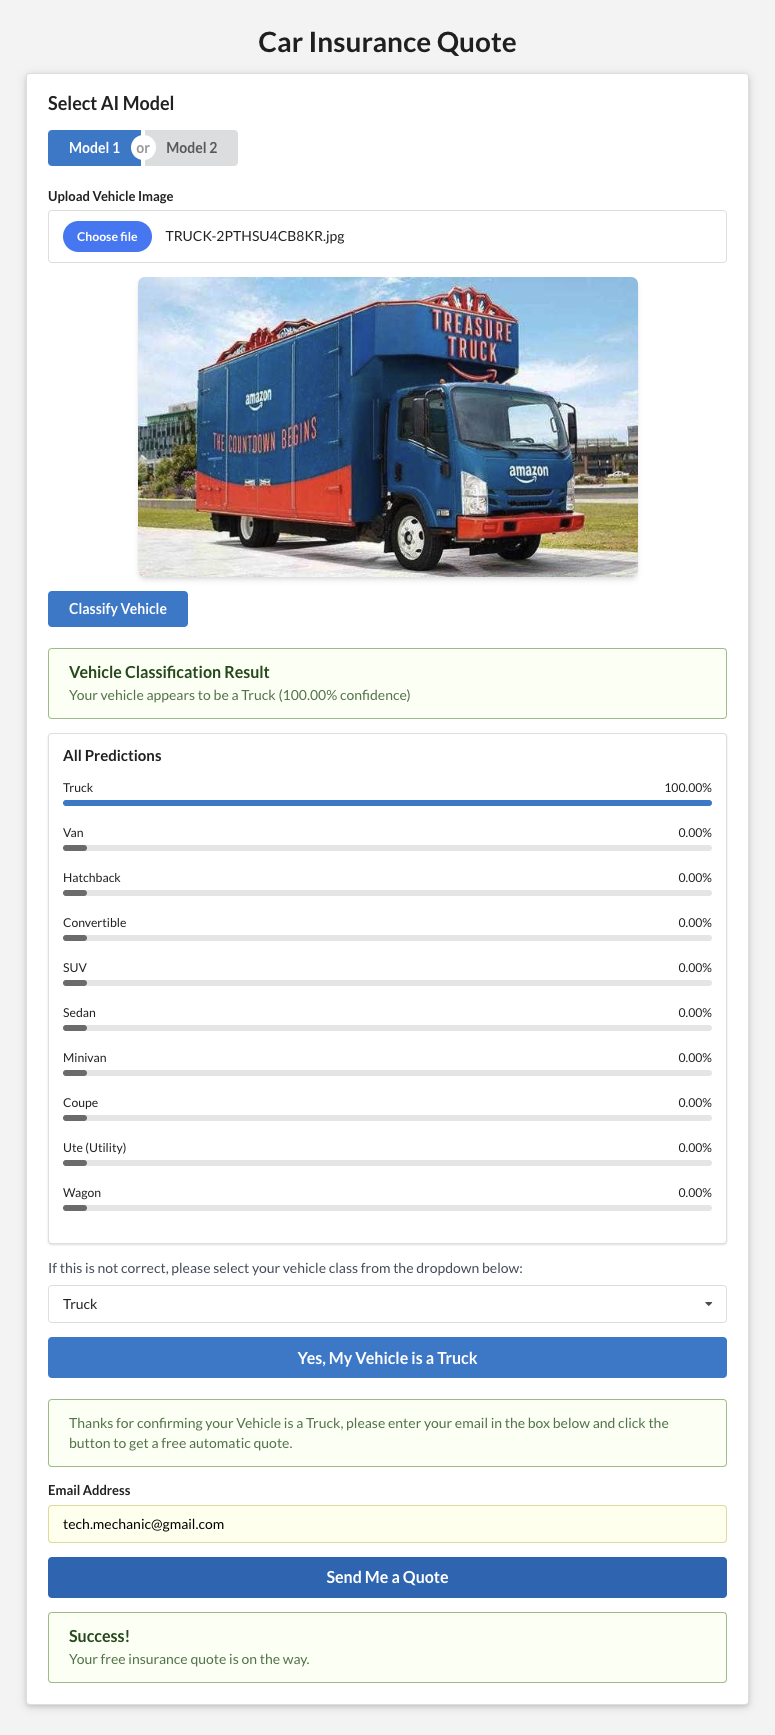 Car Insurance Quote
Select AI Model
Model 1 or Model 2
Upload Vehicle Image
Choose file TRUCK-2PTHSU4CB8KR.jpg
TREASURE
TRUCK
amazon
THE COUNTDOWN BEGINS
amazon
Classify Vehicle
Vehicle Classification Result
Your vehicle appears to be a Truck (100.00% confidence)
All Predictions
Truck 100.00%
Van 0.00%
Hatchback 0.00%
Convertible 0.00%
SUV 0.00%
Sedan 0.00%
Minivan 0.00%
Coupe 0.00%
Ute (Utility) 0.00%
Wagon 0.00%
If this is not correct, please select your vehicle class from the dropdown below:
Truck
Yes, My Vehicle is a Truck
Thanks for confirming your Vehicle is a Truck, please enter your email in the box below and click the
button to get a free automatic quote.
Email Address
tech.mechanic@gmail.com
Send Me a Quote
Success!
Your free insurance quote is on the way.